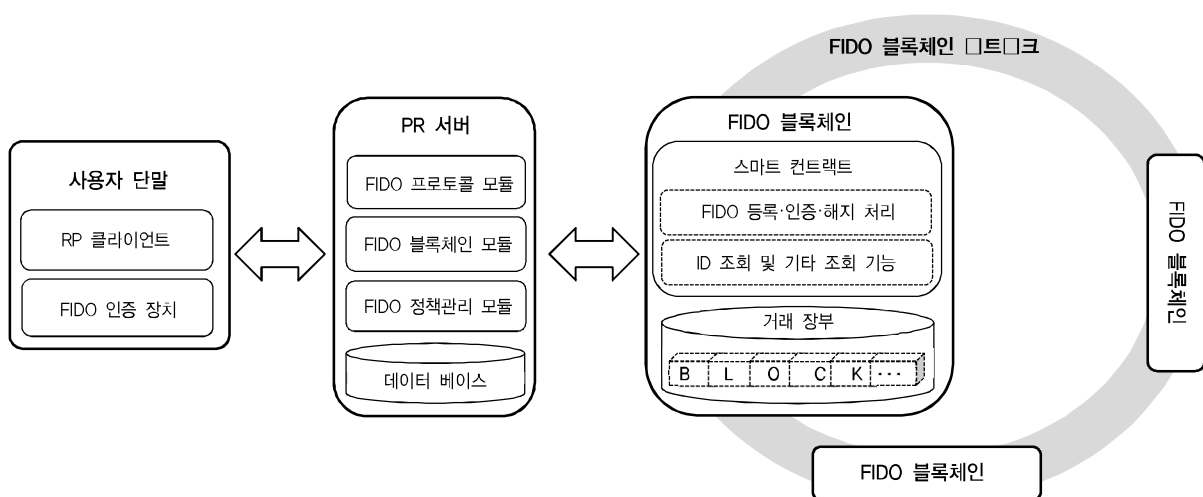 FIDO 블록체인 □트□크
사용자 단말
RP 클라이언트
FIDO 인증 장치
PR 서버
FIDO 프로토콜 모듈
FIDO 블록체인 모듈
FIDO 정책관리 모듈
데이터 베이스
FIDO 블록체인
스마트 컨트랙트
FIDO 등록·인증·해지 처리
ID 조회 및 기타 조회 기능
거래 장부
B L O C K ···
FIDO 블록체인
FIDO 블록체인